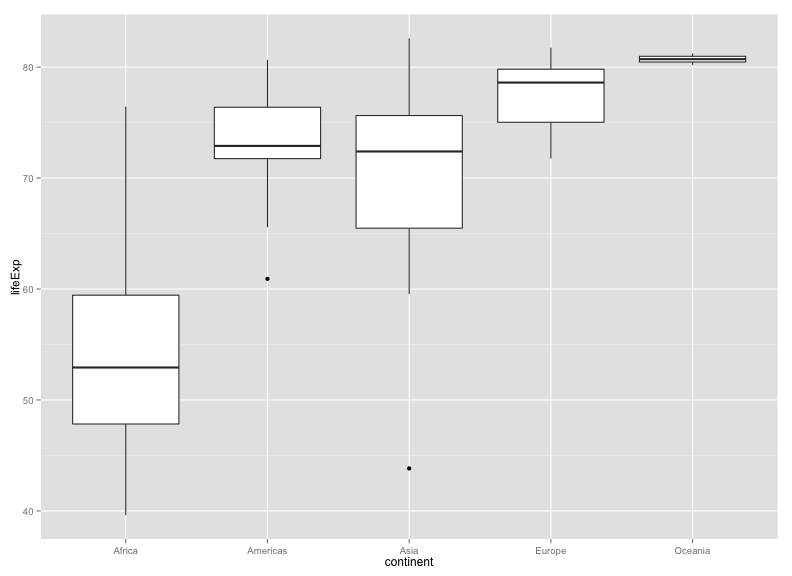 80
70
60
50
40
lifeExp
Africa
Americas
Asia
Europe
Oceania
continent